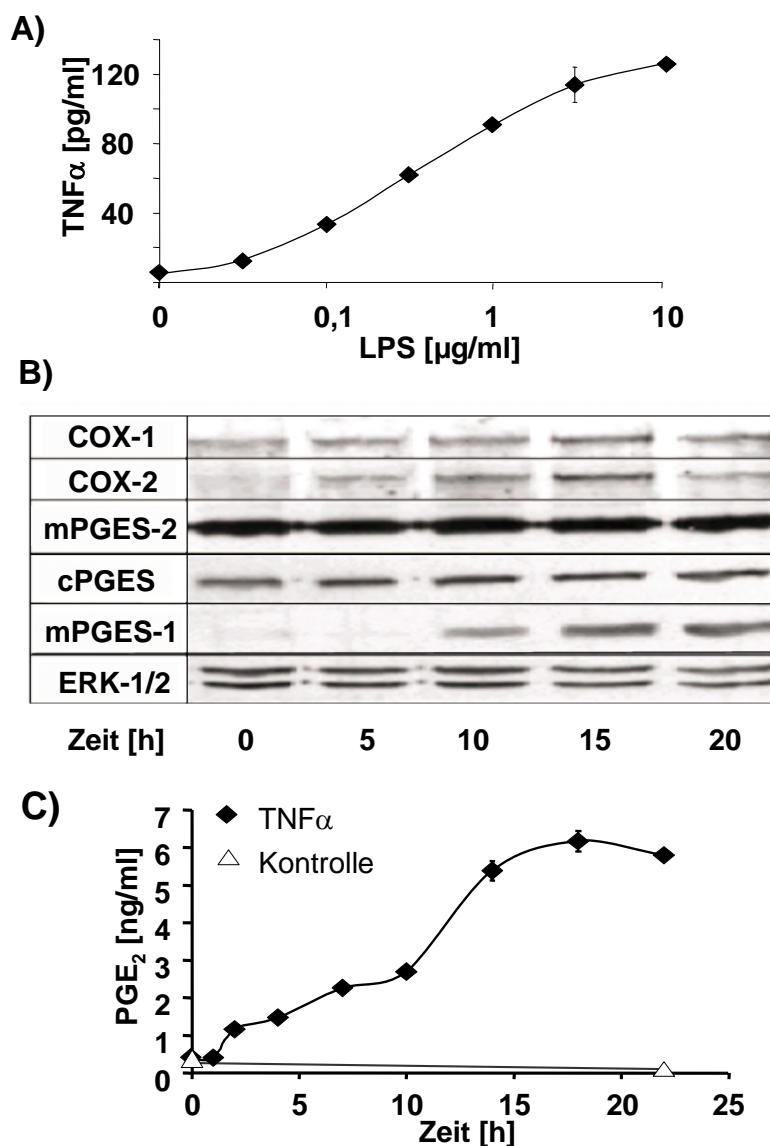 A)
TNFα [pg/ml]
120
80
40
0 0,1 1 10
LPS [µg/ml]
B)
COX-1
COX-2
mPGES-2
cPGES
mPGES-1
ERK-1/2
Zeit [h] 0 5 10 15 20
C)
PGE₂ [ng/ml]
7
6
5
4
3
2
1
0
TNFα
Kontrolle
0 5 10 15 20 25
Zeit [h]